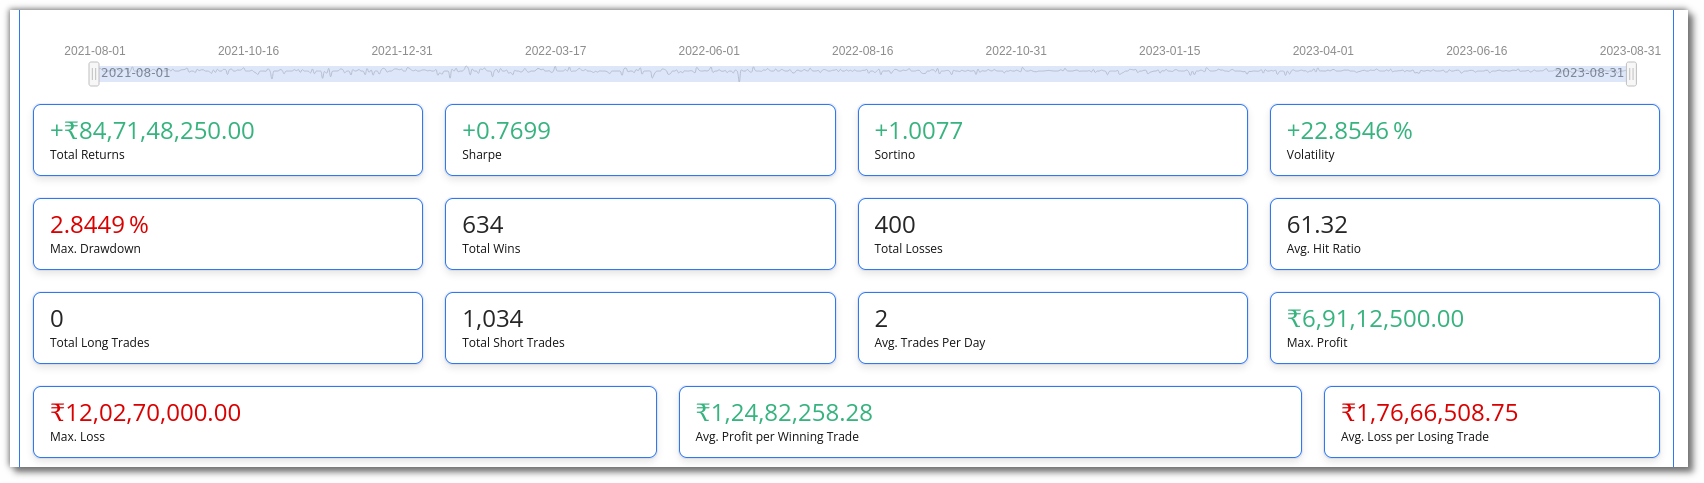 2021-08-01 2021-10-16 2021-12-31 2022-03-17 2022-06-01 2022-08-16 2022-10-31 2023-01-15 2023-04-01 2023-06-16 2023-08-31
2021-08-01 2023-08-31
+₹84,71,48,250.00 +0.7699 +1.0077 +22.8546 %
Total Returns Sharpe Sortino Volatility
2.8449 % 634 400 61.32
Max. Drawdown Total Wins Total Losses Avg. Hit Ratio
0 1,034 2 ₹6,91,12,500.00
Total Long Trades Total Short Trades Avg. Trades Per Day Max. Profit
₹12,02,70,000.00 ₹1,24,82,258.28 ₹1,76,66,508.75
Max. Loss Avg. Profit per Winning Trade Avg. Loss per Losing Trade